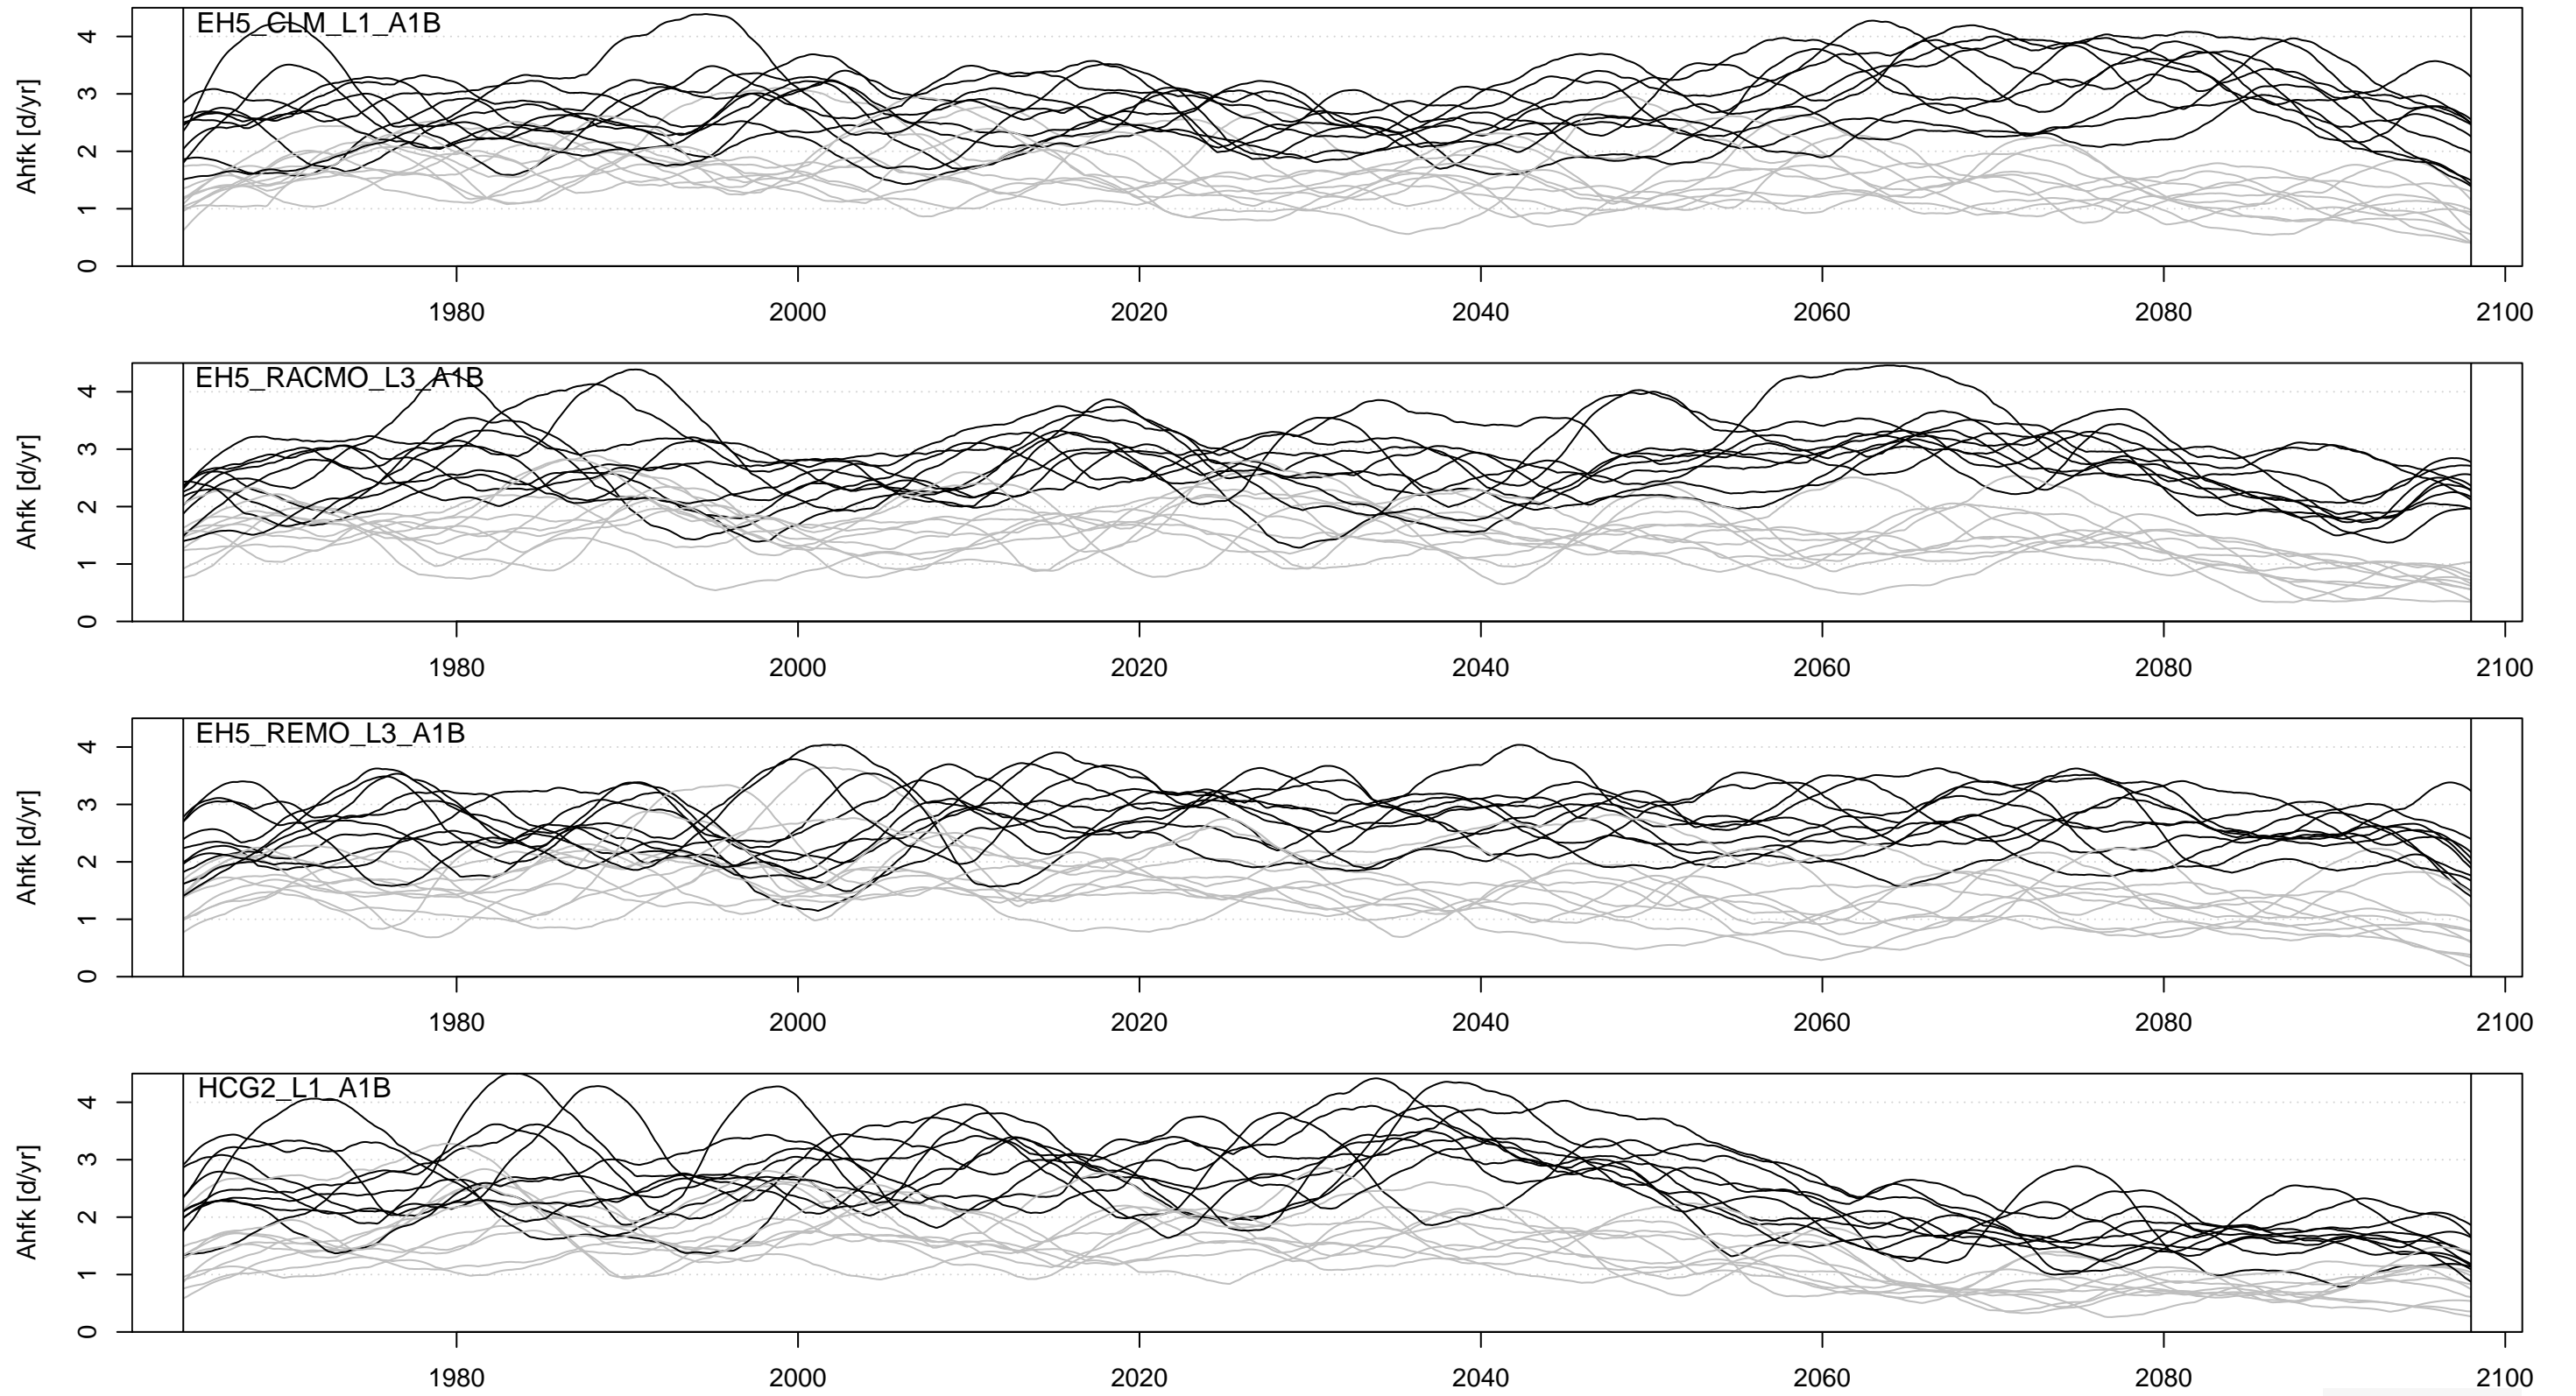 EH5_CLM_L1_A1B
Ahfk [d/yr]
0 1 2 3 4
1980 2000 2020 2040 2060 2080 2100
EH5_RACMO_L3_A1B
Ahfk [d/yr]
0 1 2 3 4
1980 2000 2020 2040 2060 2080 2100
EH5_REMO_L3_A1B
Ahfk [d/yr]
0 1 2 3 4
1980 2000 2020 2040 2060 2080 2100
HCG2_L1_A1B
Ahfk [d/yr]
0 1 2 3 4
1980 2000 2020 2040 2060 2080 2100